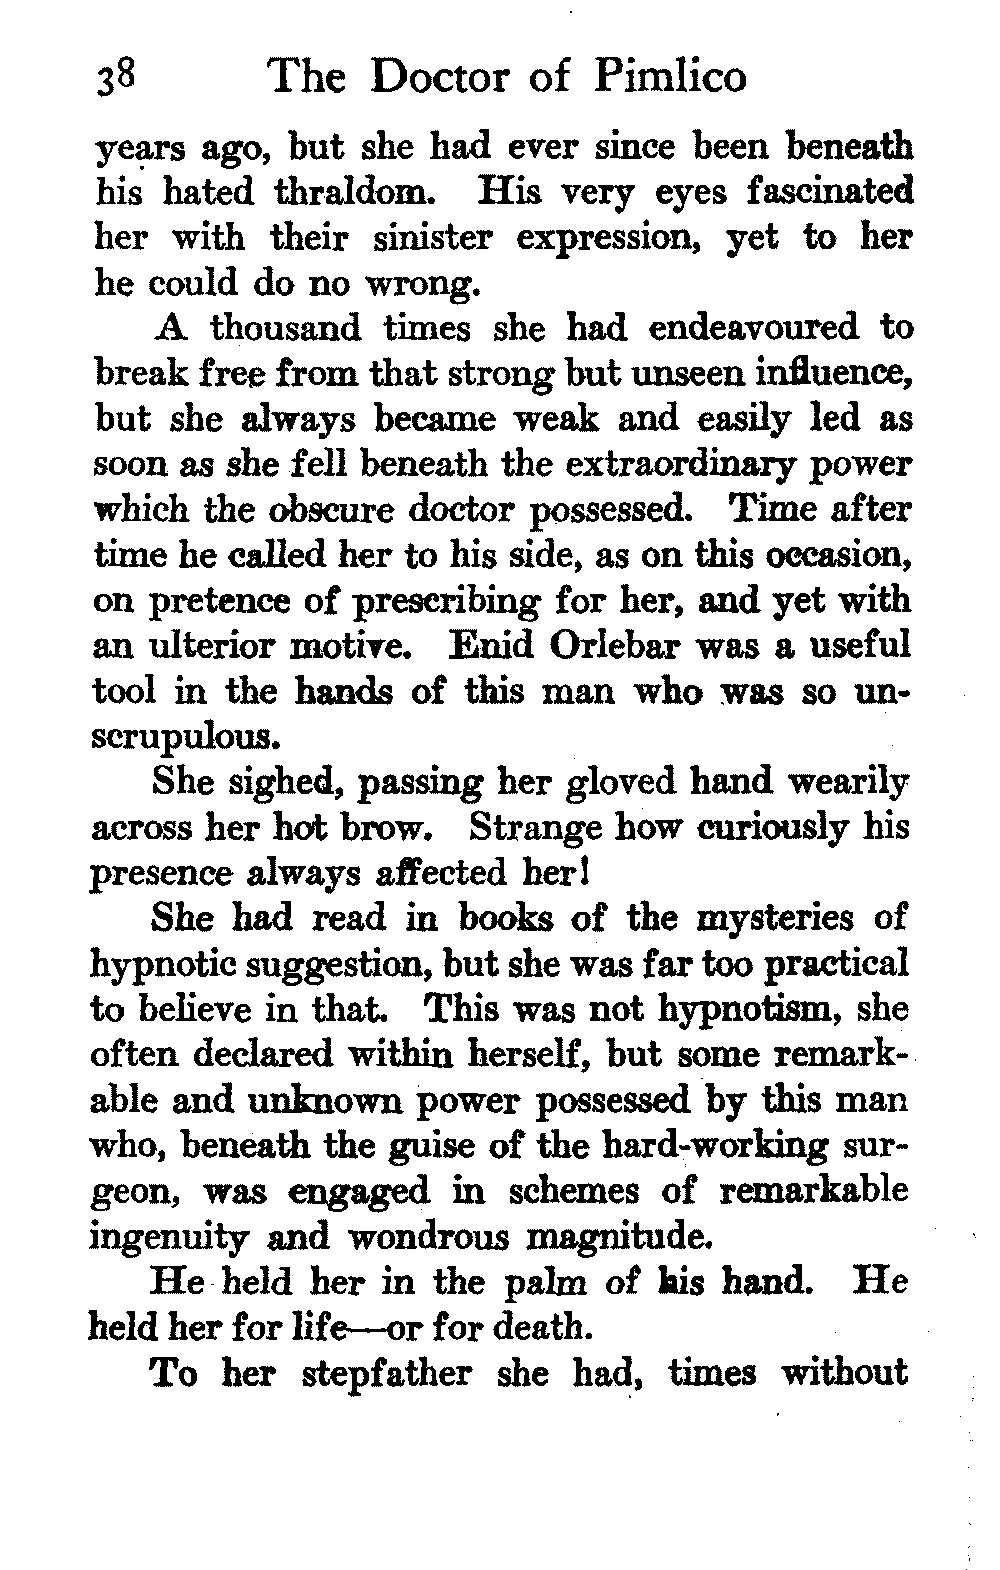 38 The Doctor of Pimlico
years ago, but she had ever since been beneath
his hated thraldom. His very eyes fascinated
her with their sinister expression, yet to her
he could do no wrong.
A thousand times she had endeavoured to
break free from that strong but unseen influence,
but she always became weak and easily led as
soon as she fell beneath the extraordinary power
which the obscure doctor possessed. Time after
time he called her to his side, as on this occasion,
on pretence of prescribing for her, and yet with
an ulterior motive. Enid Orlebar was a useful
tool in the hands of this man who was so un-
scrupulous.
She sighed, passing her gloved hand wearily
across her hot brow. Strange how curiously his
presence always affected her!
She had read in books of the mysteries of
hypnotic suggestion, but she was far too practical
to believe in that. This was not hypnotism, she
often declared within herself, but some remark-
able and unknown power possessed by this man
who, beneath the guise of the hard-working sur-
geon, was engaged in schemes of remarkable
ingenuity and wondrous magnitude.
He held her in the palm of his hand. He
held her for life—or for death.
To her stepfather she had, times without